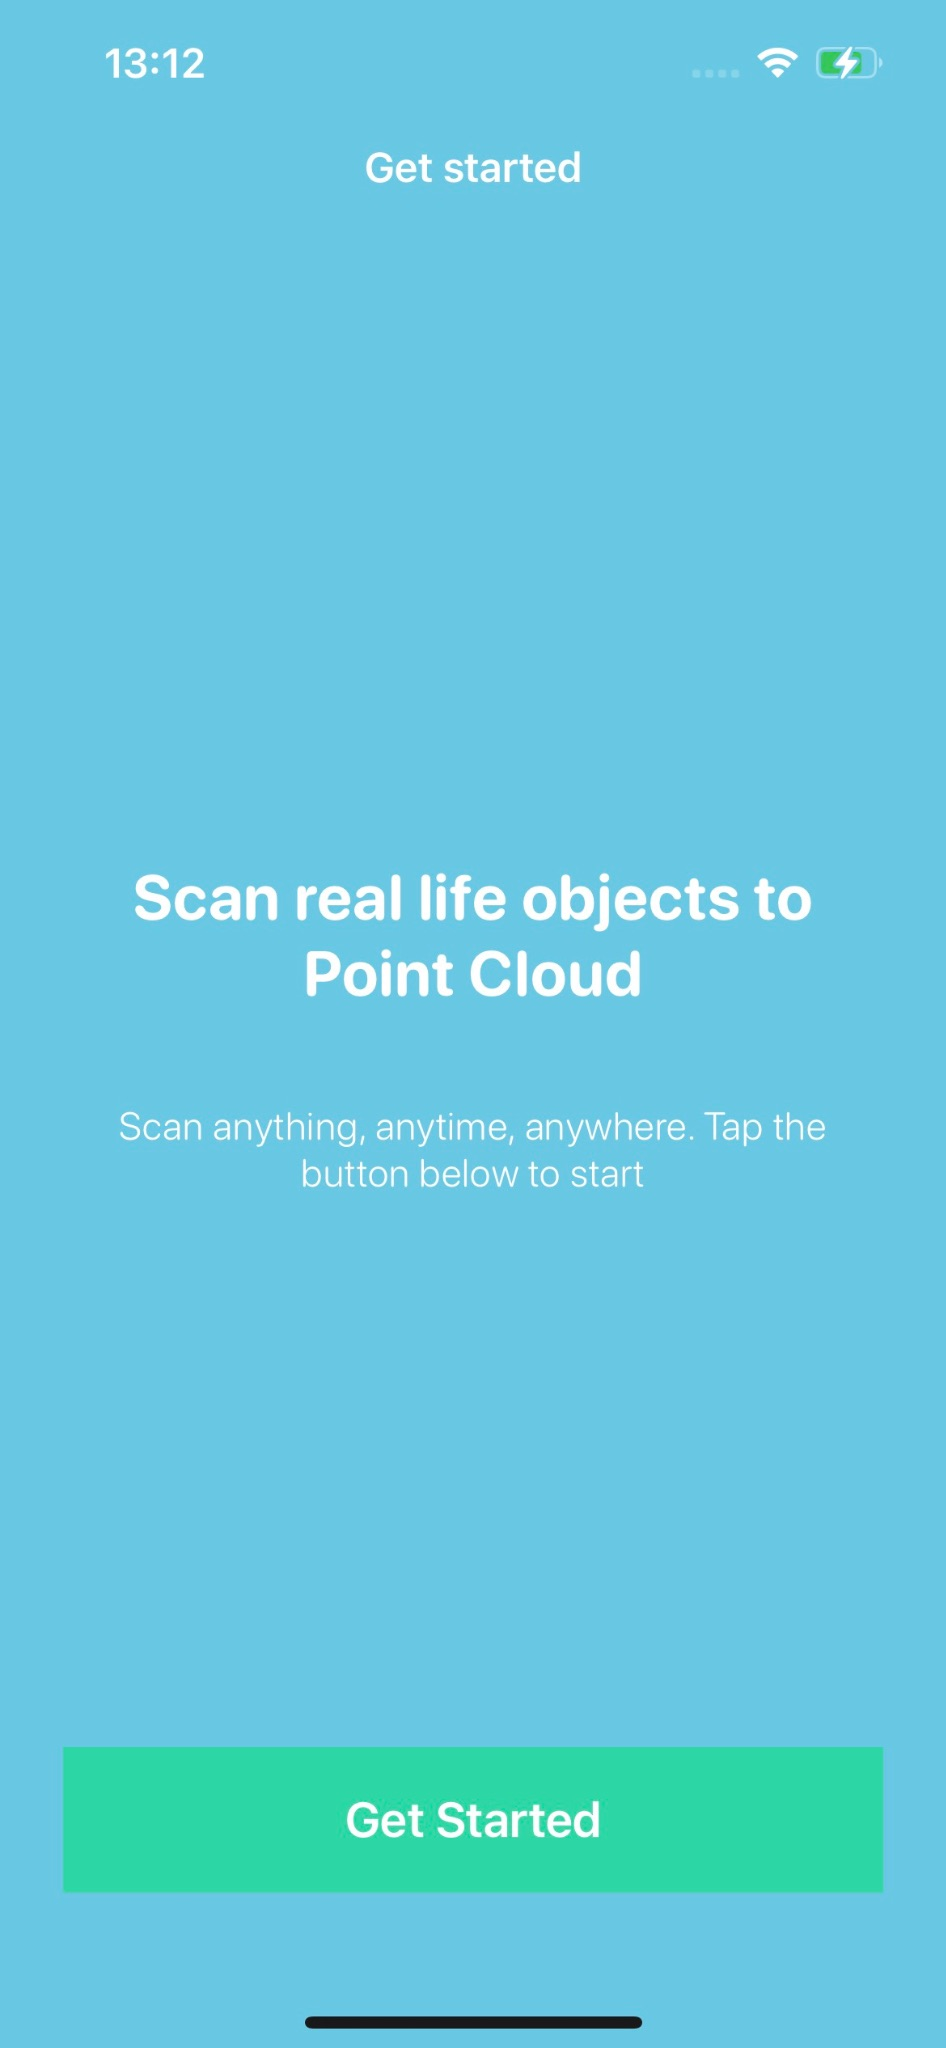 13:12
Get started
Scan real life objects to
Point Cloud
Scan anything, anytime, anywhere. Tap the
button below to start
Get Started